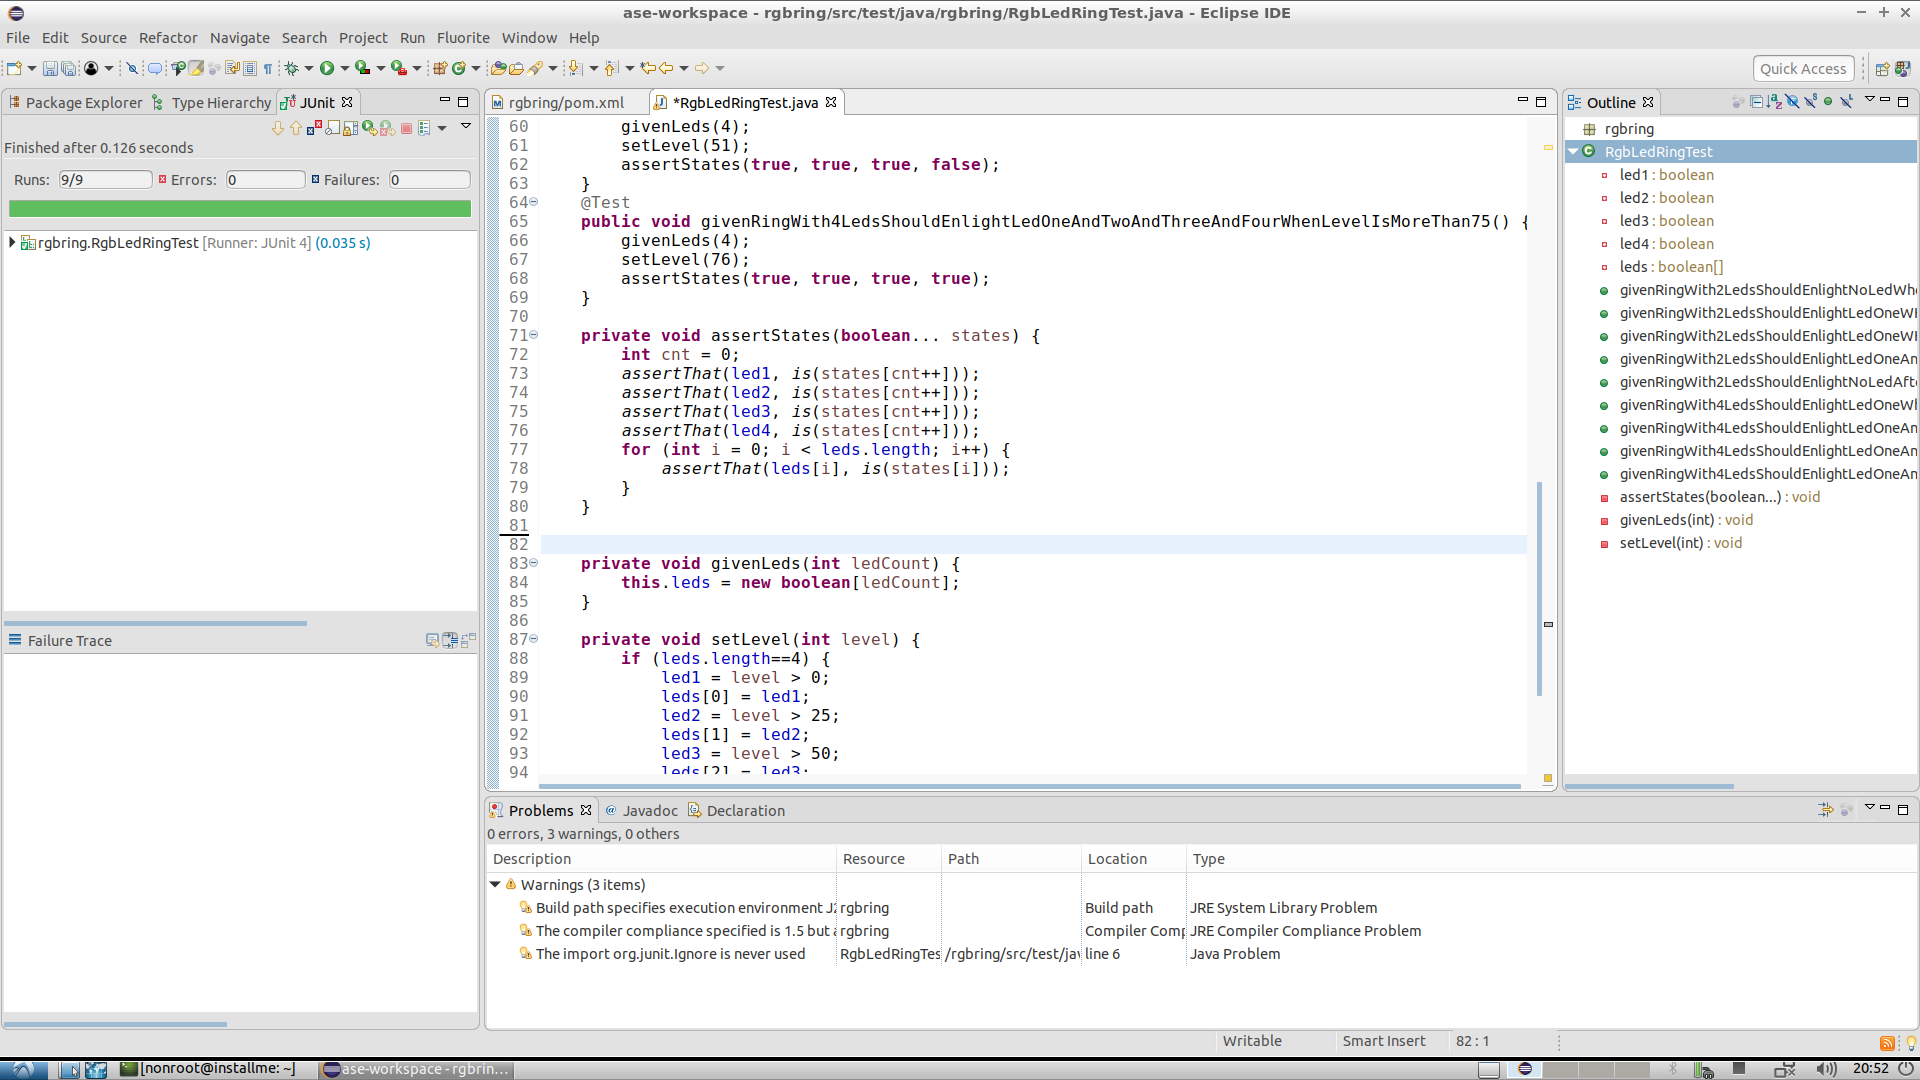 ase-workspace - rgbring/src/test/java/rgbring/RgbLedRingTest.java - Eclipse IDE
File Edit Source Refactor Navigate Search Project Run Fluorite Window Help
Quick Access
Package Explorer Type Hierarchy JUnit
Finished after 0.126 seconds
Runs: 9/9 Errors: 0 Failures: 0
rgbring.RgbLedRingTest [Runner: JUnit 4] (0.035 s)
Failure Trace
rgbring/pom.xml *RgbLedRingTest.java
60 givenLeds(4);
61 setLevel(51);
62 assertStates(true, true, true, false);
63 }
64 @Test
65 public void givenRingWith4LedsShouldEnlightLedOneAndTwoAndThreeAndFourWhenLevelIsMoreThan75() {
66 givenLeds(4);
67 setLevel(76);
68 assertStates(true, true, true, true);
69 }
70
71 private void assertStates(boolean... states) {
72 int cnt = 0;
73 assertThat(led1, is(states[cnt++]));
74 assertThat(led2, is(states[cnt++]));
75 assertThat(led3, is(states[cnt++]));
76 assertThat(led4, is(states[cnt++]));
77 for (int i = 0; i < leds.length; i++) {
78 assertThat(leds[i], is(states[i]));
79 }
80 }
81
82
83 private void givenLeds(int ledCount) {
84 this.leds = new boolean[ledCount];
85 }
86
87 private void setLevel(int level) {
88 if (leds.length==4) {
89 led1 = level > 0;
90 leds[0] = led1;
91 led2 = level > 25;
92 leds[1] = led2;
93 led3 = level > 50;
94 leds[2] = led3;
Outline
rgbring
RgbLedRingTest
led1 : boolean
led2 : boolean
led3 : boolean
led4 : boolean
leds : boolean[]
givenRingWith2LedsShouldEnlightNoLedWhe
givenRingWith2LedsShouldEnlightLedOneWh
givenRingWith2LedsShouldEnlightLedOneWh
givenRingWith2LedsShouldEnlightLedOneAn
givenRingWith2LedsShouldEnlightNoLedAfte
givenRingWith4LedsShouldEnlightLedOneWh
givenRingWith4LedsShouldEnlightLedOneAn
givenRingWith4LedsShouldEnlightLedOneAn
givenRingWith4LedsShouldEnlightLedOneAn
assertStates(boolean...) : void
givenLeds(int) : void
setLevel(int) : void
Problems Javadoc Declaration
0 errors, 3 warnings, 0 others
Description Resource Path Location Type
Warnings (3 items)
Build path specifies execution environment J2 rgbring Build path JRE System Library Problem
The compiler compliance specified is 1.5 but a rgbring Compiler Comp JRE Compiler Compliance Problem
The import org.junit.Ignore is never used RgbLedRingTes /rgbring/src/test/jav line 6 Java Problem
Writable Smart Insert 82 : 1
[nonroot@installme: ~] ase-workspace - rgbrin... 20:52